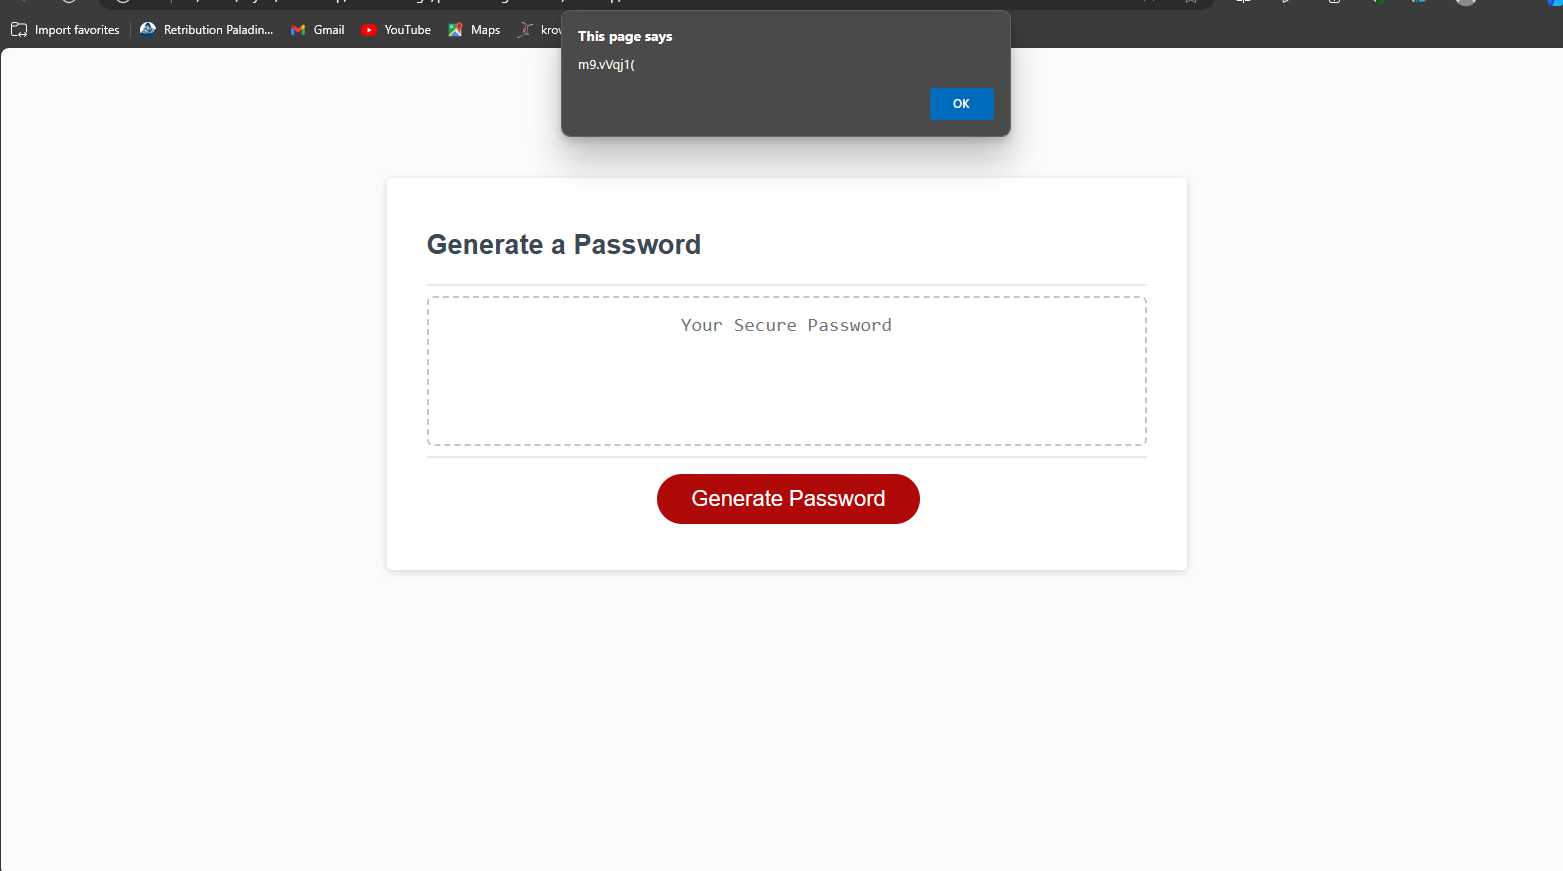 Import favorites
Retribution Paladin...
Gmail
YouTube
Maps
This page says
m9.vVqj1(
OK
Generate a Password
Your Secure Password
Generate Password